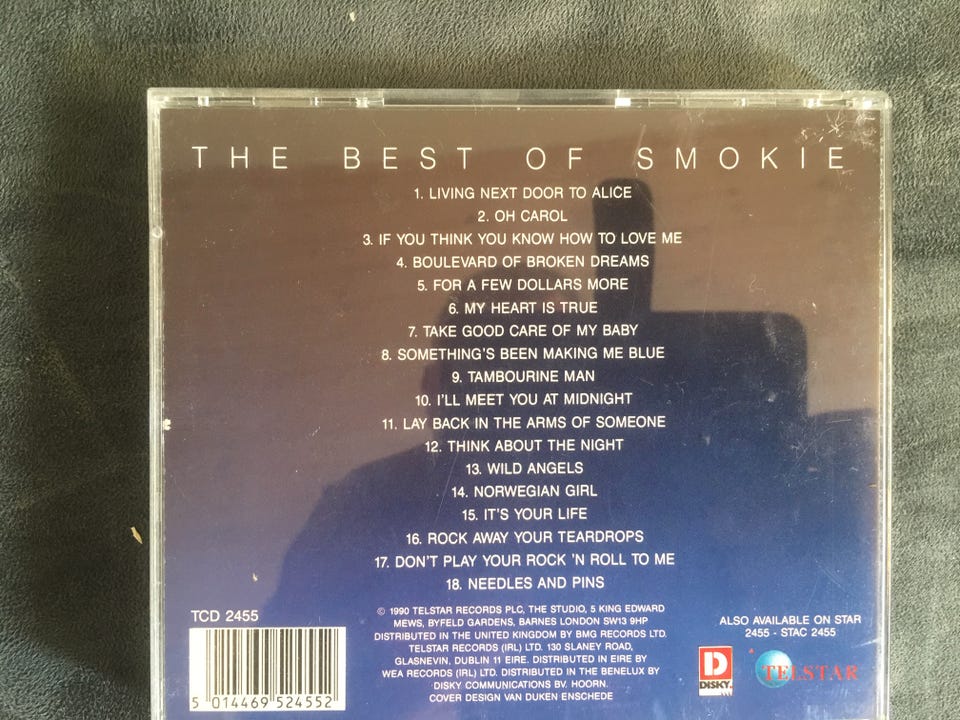 THE BEST OF SMOKIE
1. LIVING NEXT DOOR TO ALICE
2. OH CAROL
3. IF YOU THINK YOU KNOW HOW TO LOVE ME
4. BOULEVARD OF BROKEN DREAMS
5. FOR A FEW DOLLARS MORE
6. MY HEART IS TRUE
7. TAKE GOOD CARE OF MY BABY
8. SOMETHING'S BEEN MAKING ME BLUE
9. TAMBOURINE MAN
10. I'LL MEET YOU AT MIDNIGHT
11. LAY BACK IN THE ARMS OF SOMEONE
12. THINK ABOUT THE NIGHT
13. WILD ANGELS
14. NORWEGIAN GIRL
15. IT'S YOUR LIFE
16. ROCK AWAY YOUR TEARDROPS
17. DON'T PLAY YOUR ROCK 'N ROLL TO ME
18. NEEDLES AND PINS
TCD 2455
5 014469 524552
© 1990 TELSTAR RECORDS PLC, THE STUDIO, 5 KING EDWARD
MEWS, BYFELD GARDENS, BARNES LONDON SW13 9HP
DISTRIBUTED IN THE UNITED KINGDOM BY BMG RECORDS LTD.
TELSTAR RECORDS (IRL) LTD. 130 SLANEY ROAD,
GLASNEVIN, DUBLIN 11 EIRE. DISTRIBUTED IN EIRE BY
WEA RECORDS (IRL) LTD. DISTRIBUTED IN THE BENELUX BY
DISKY COMMUNICATIONS BV. HOORN.
COVER DESIGN VAN DUKEN ENSCHEDE
ALSO AVAILABLE ON STAR
2455 - STAC 2455
D
DISKY
TELSTAR